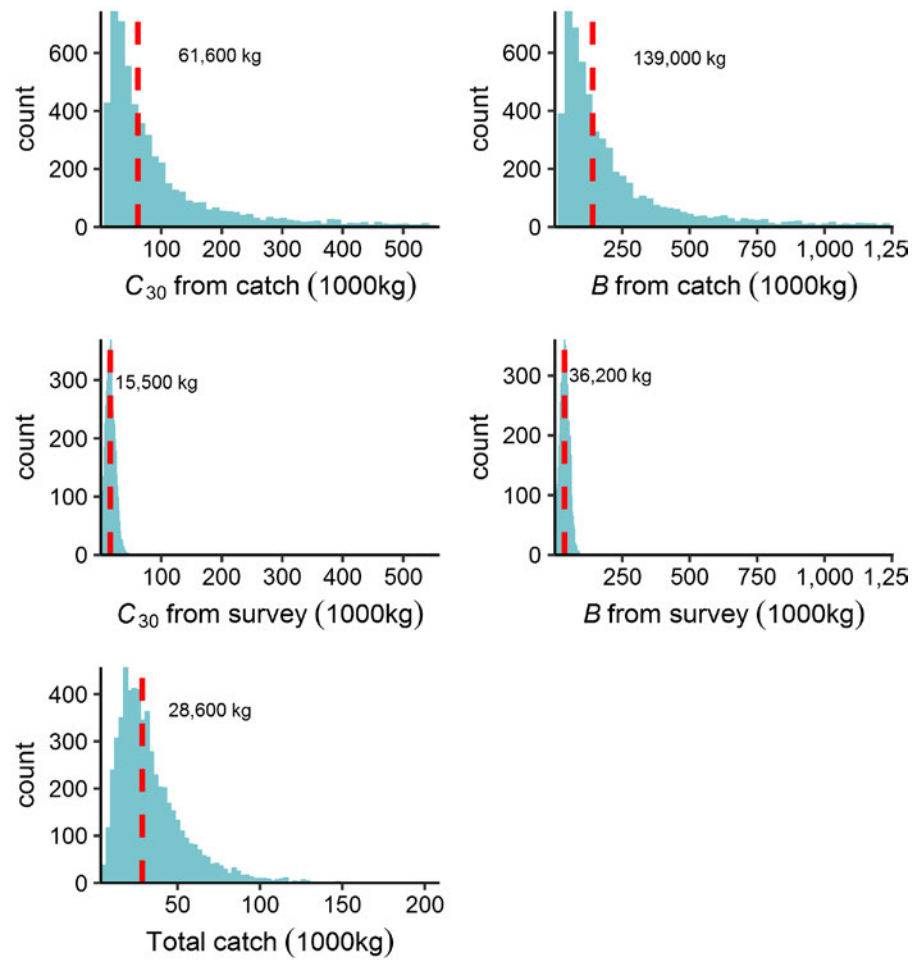 600
400
200
0
count
61,600 kg
100 200 300 400 500
C30 from catch (1000kg)
600
400
200
0
count
139,000 kg
250 500 750 1,000 1,25
B from catch (1000kg)
300
200
100
0
count
15,500 kg
100 200 300 400 500
C30 from survey (1000kg)
300
200
100
0
count
36,200 kg
250 500 750 1,000 1,25
B from survey (1000kg)
400
300
200
100
0
count
28,600 kg
50 100 150 200
Total catch (1000kg)